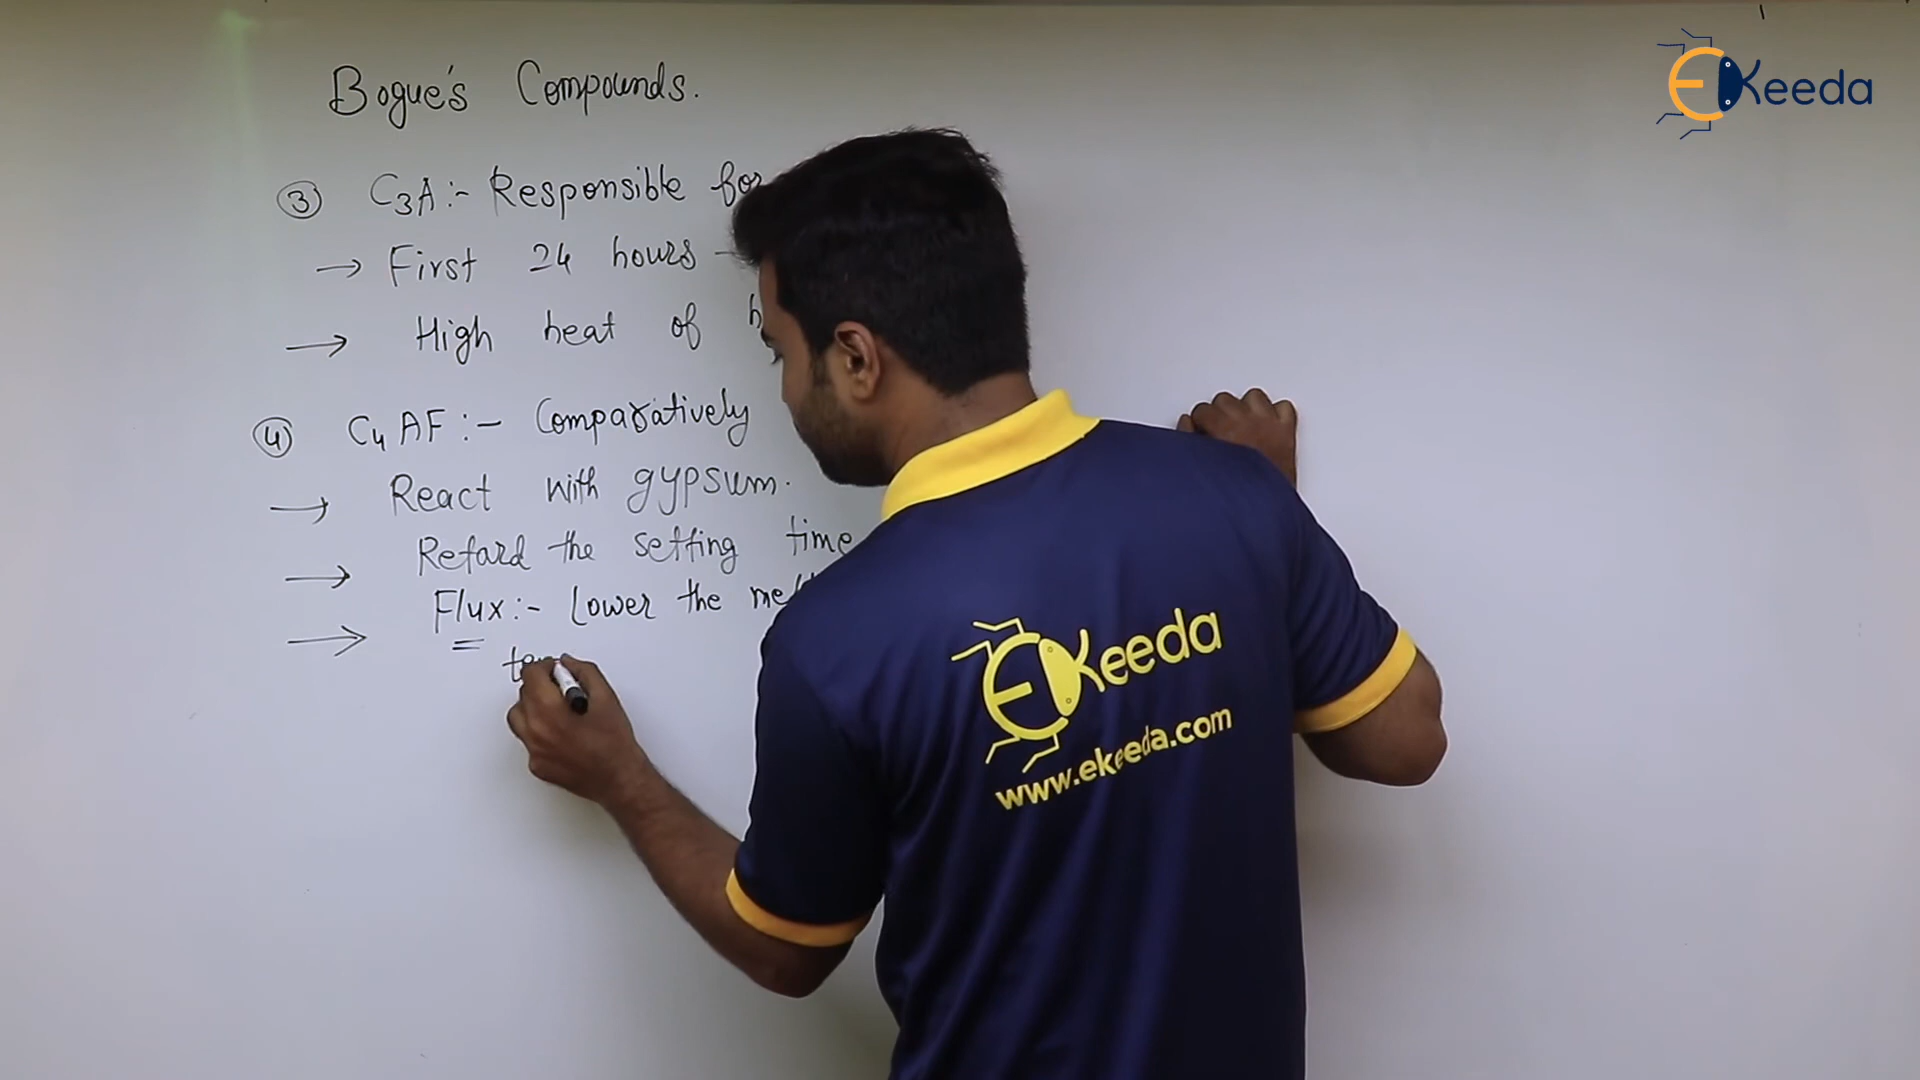 Bogue's Compounds.
③ C3A :- Responsible for
→ First 24 hours -
→ High heat of h
④ C4AF :- Comparatively
→ React with gypsum.
→ Retard the setting time
→ Flux :- Lower the
EKeeda
EKeeda
www.ekeeda.com